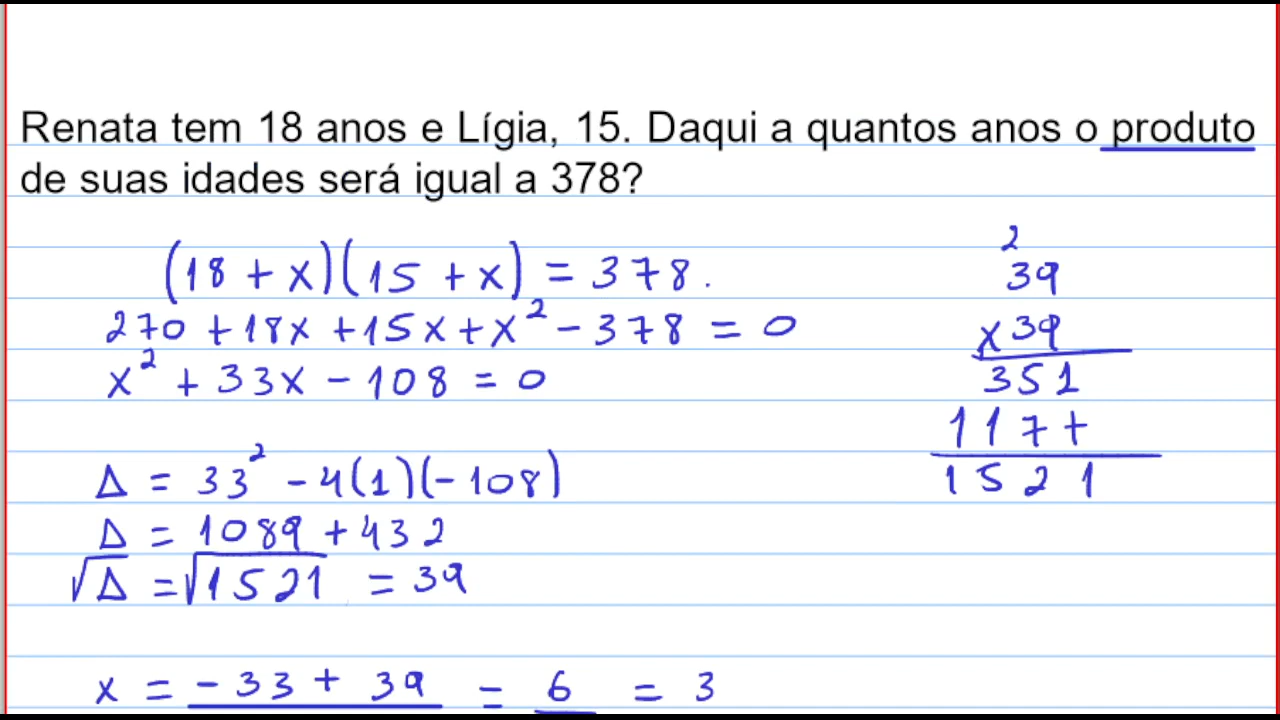 Renata tem 18 anos e Lígia, 15. Daqui a quantos anos o produto
de suas idades será igual a 378?
(18 + x)(15 + x) = 378.
270 + 18x + 15x + x² - 378 = 0
x² + 33x - 108 = 0
Δ = 33² - 4(1)(-108)
Δ = 1089 + 432
√Δ = √1521 = 39
x = -33 + 39 = 6 = 3
2
39
x 39
351
117+
1521